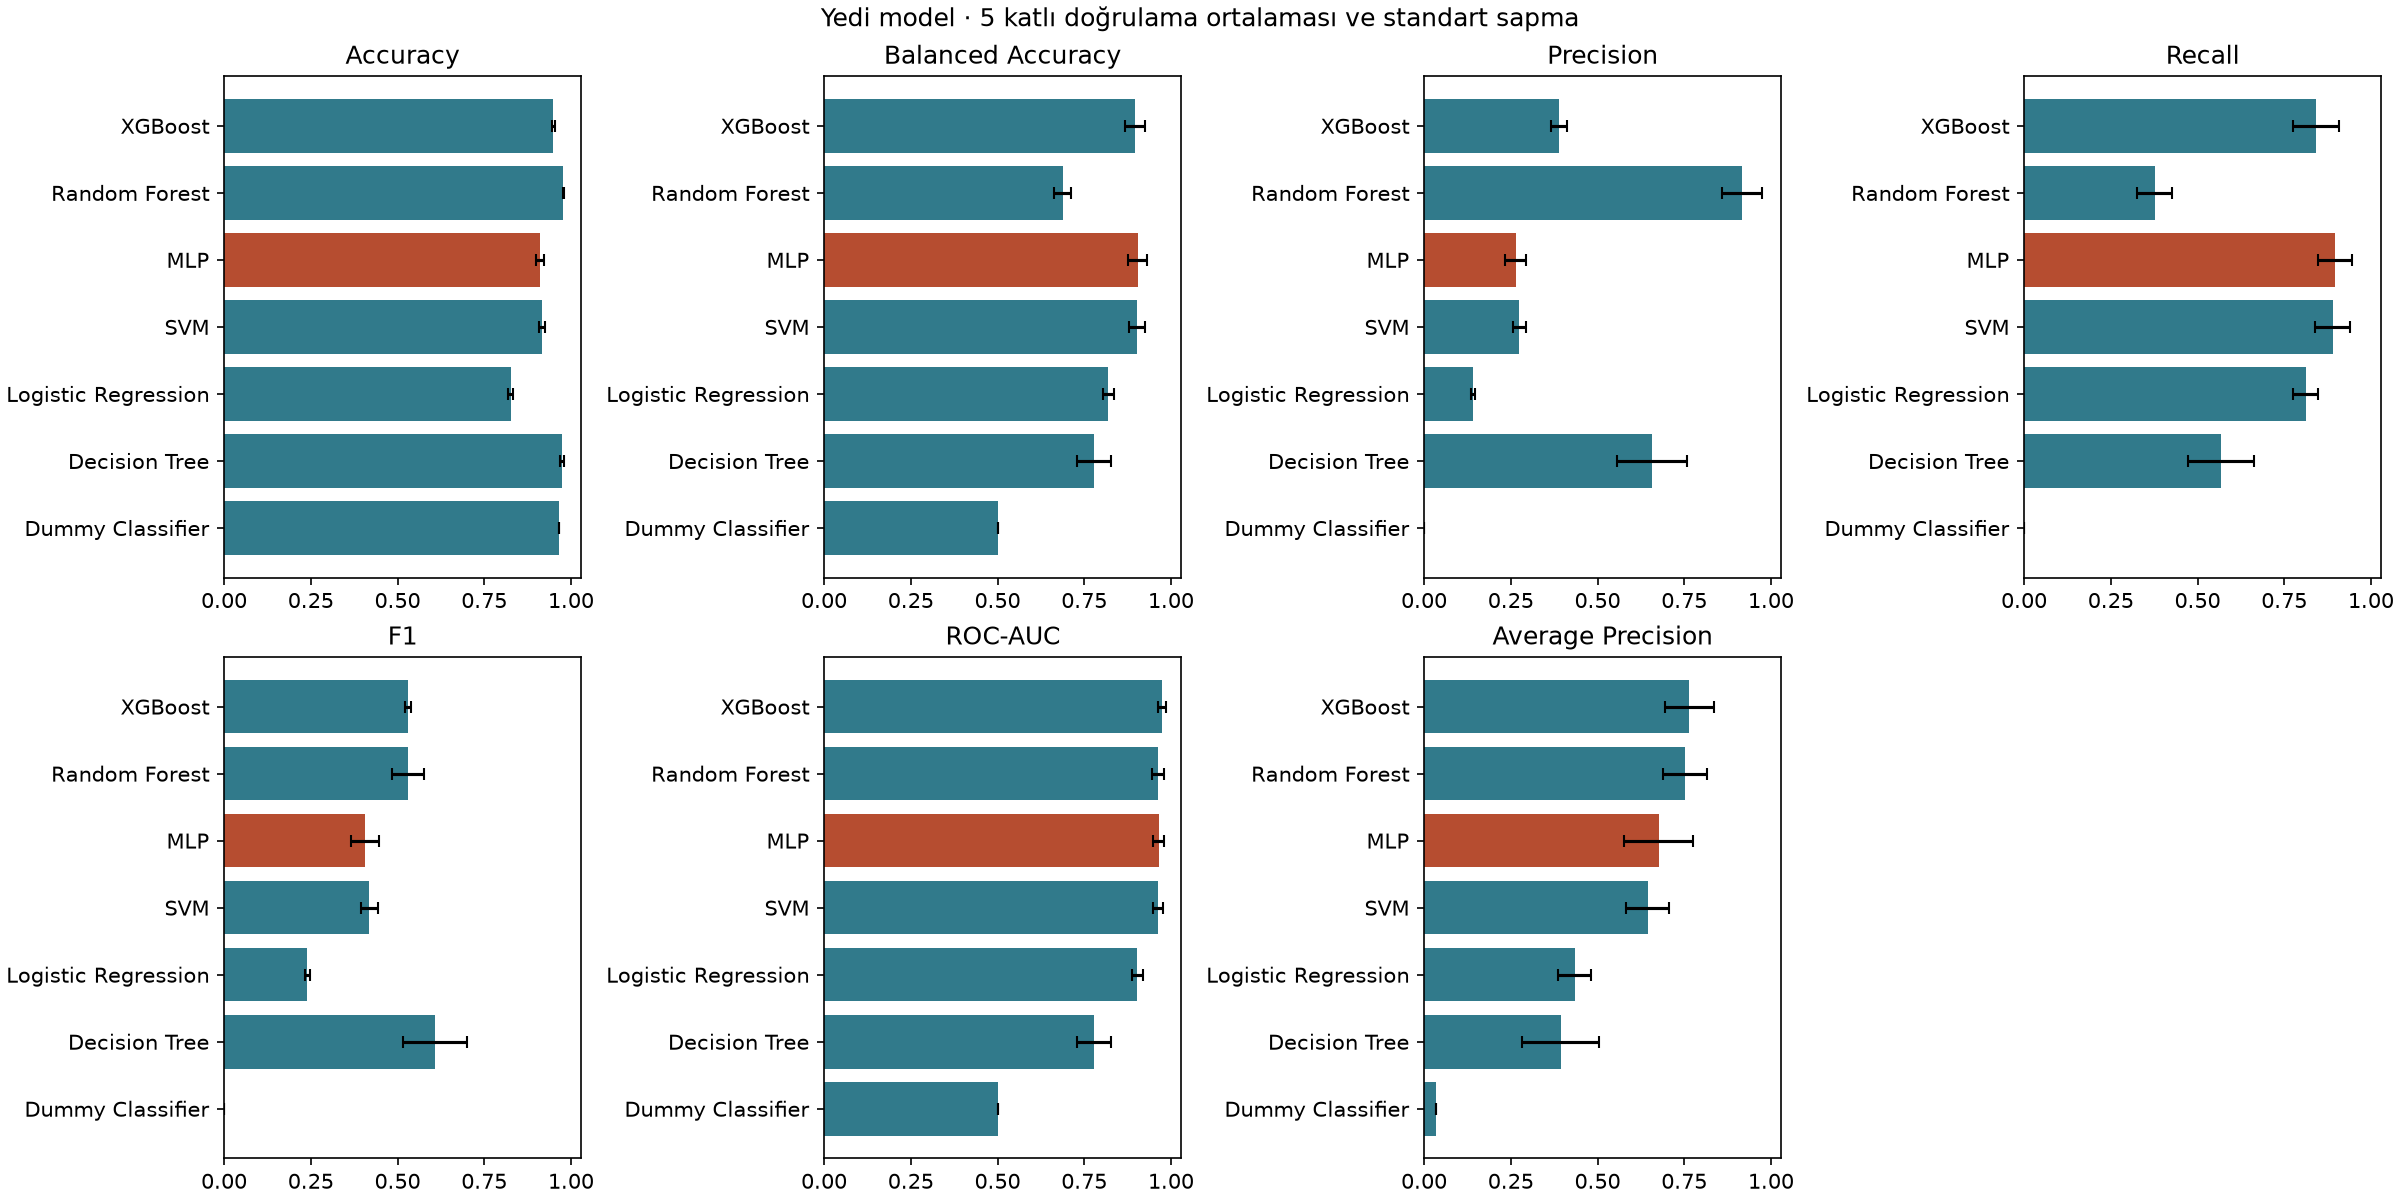 Yedi model · 5 katlı doğrulama ortalaması ve standart sapma
Accuracy
XGBoost
Random Forest
MLP
SVM
Logistic Regression
Decision Tree
Dummy Classifier
0.00 0.25 0.50 0.75 1.00
Balanced Accuracy
XGBoost
Random Forest
MLP
SVM
Logistic Regression
Decision Tree
Dummy Classifier
0.00 0.25 0.50 0.75 1.00
Precision
XGBoost
Random Forest
MLP
SVM
Logistic Regression
Decision Tree
Dummy Classifier
0.00 0.25 0.50 0.75 1.00
Recall
XGBoost
Random Forest
MLP
SVM
Logistic Regression
Decision Tree
Dummy Classifier
0.00 0.25 0.50 0.75 1.00
F1
XGBoost
Random Forest
MLP
SVM
Logistic Regression
Decision Tree
Dummy Classifier
0.00 0.25 0.50 0.75 1.00
ROC-AUC
XGBoost
Random Forest
MLP
SVM
Logistic Regression
Decision Tree
Dummy Classifier
0.00 0.25 0.50 0.75 1.00
Average Precision
XGBoost
Random Forest
MLP
SVM
Logistic Regression
Decision Tree
Dummy Classifier
0.00 0.25 0.50 0.75 1.00